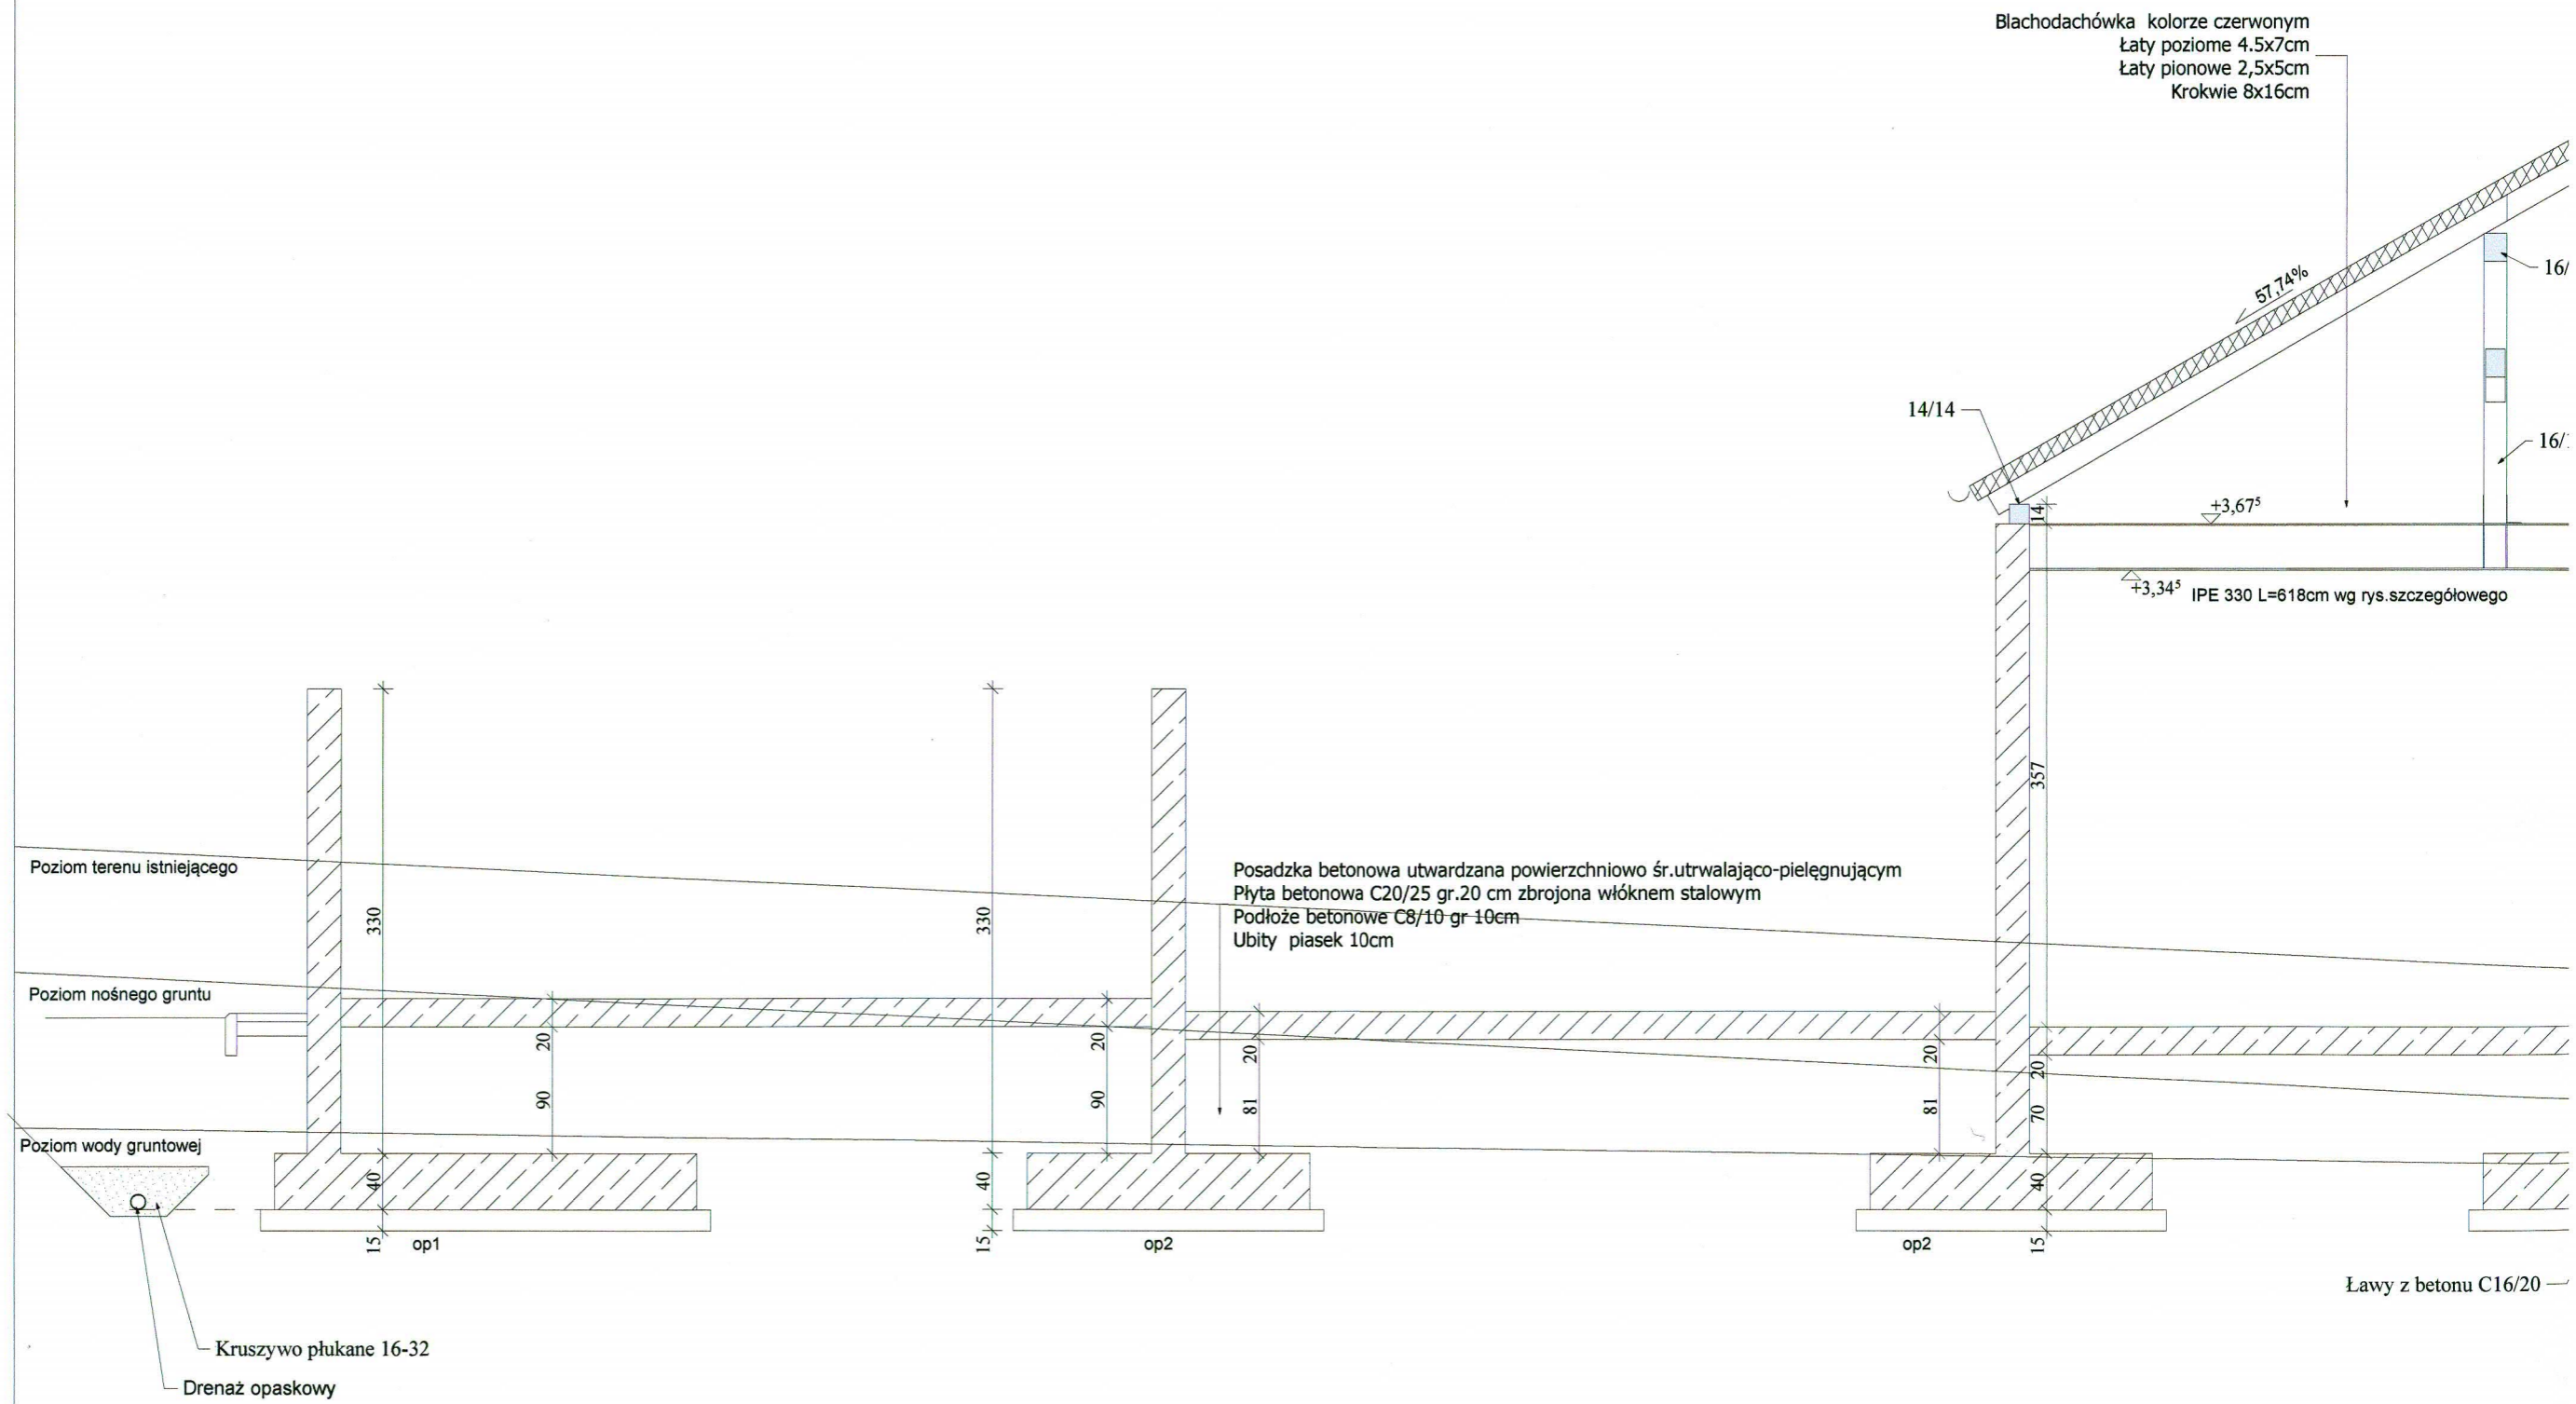 Blachodachówka kolorze czerwonym
Łaty poziome 4.5x7cm
Łaty pionowe 2,5x5cm
Krokwie 8x16cm
57,74%
16/
14/14
16/
14
+3,67⁵
+3,34⁵ IPE 330 L=618cm wg rys.szczegółowego
357
Poziom terenu istniejącego
330
330
Posadzka betonowa utwardzana powierzchniowo śr.utrwalająco-pielęgnującym
Płyta betonowa C20/25 gr.20 cm zbrojona włóknem stalowym
Podłoże betonowe C8/10 gr 10cm
Ubity piasek 10cm
Poziom nośnego gruntu
20
20
20
20
20
90
90
81
81
70
Poziom wody gruntowej
40
40
40
15
op1
15
op2
op2
15
Ławy z betonu C16/20
Kruszywo płukane 16-32
Drenaż opaskowy